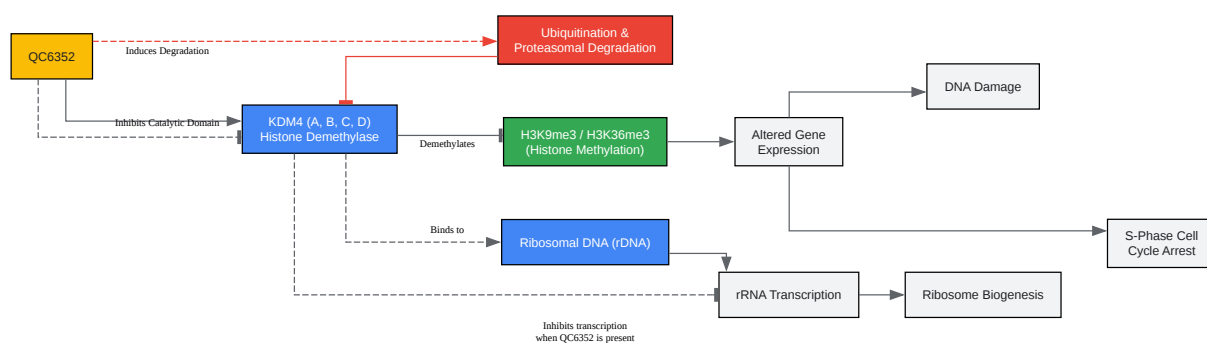 Ubiquitination &
Proteasomal Degradation
QC6352
Induces Degradation
DNA Damage
Inhibits Catalytic Domain
KDM4 (A, B, C, D)
Histone Demethylase
Demethylates
H3K9me3 / H3K36me3
(Histone Methylation)
Altered Gene
Expression
Binds to
Ribosomal DNA (rDNA)
S-Phase Cell
Cycle Arrest
rRNA Transcription
Ribosome Biogenesis
Inhibits transcription
when QC6352 is present